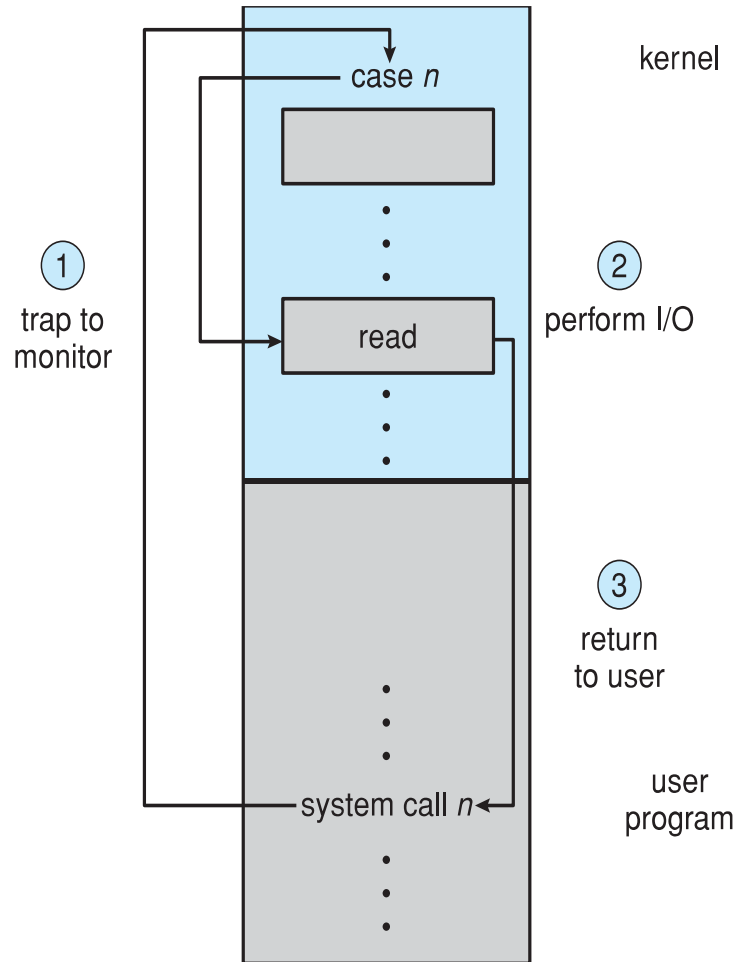 kernel
case n
1
trap to
monitor
2
perform I/O
read
3
return
to user
system call n
user
program